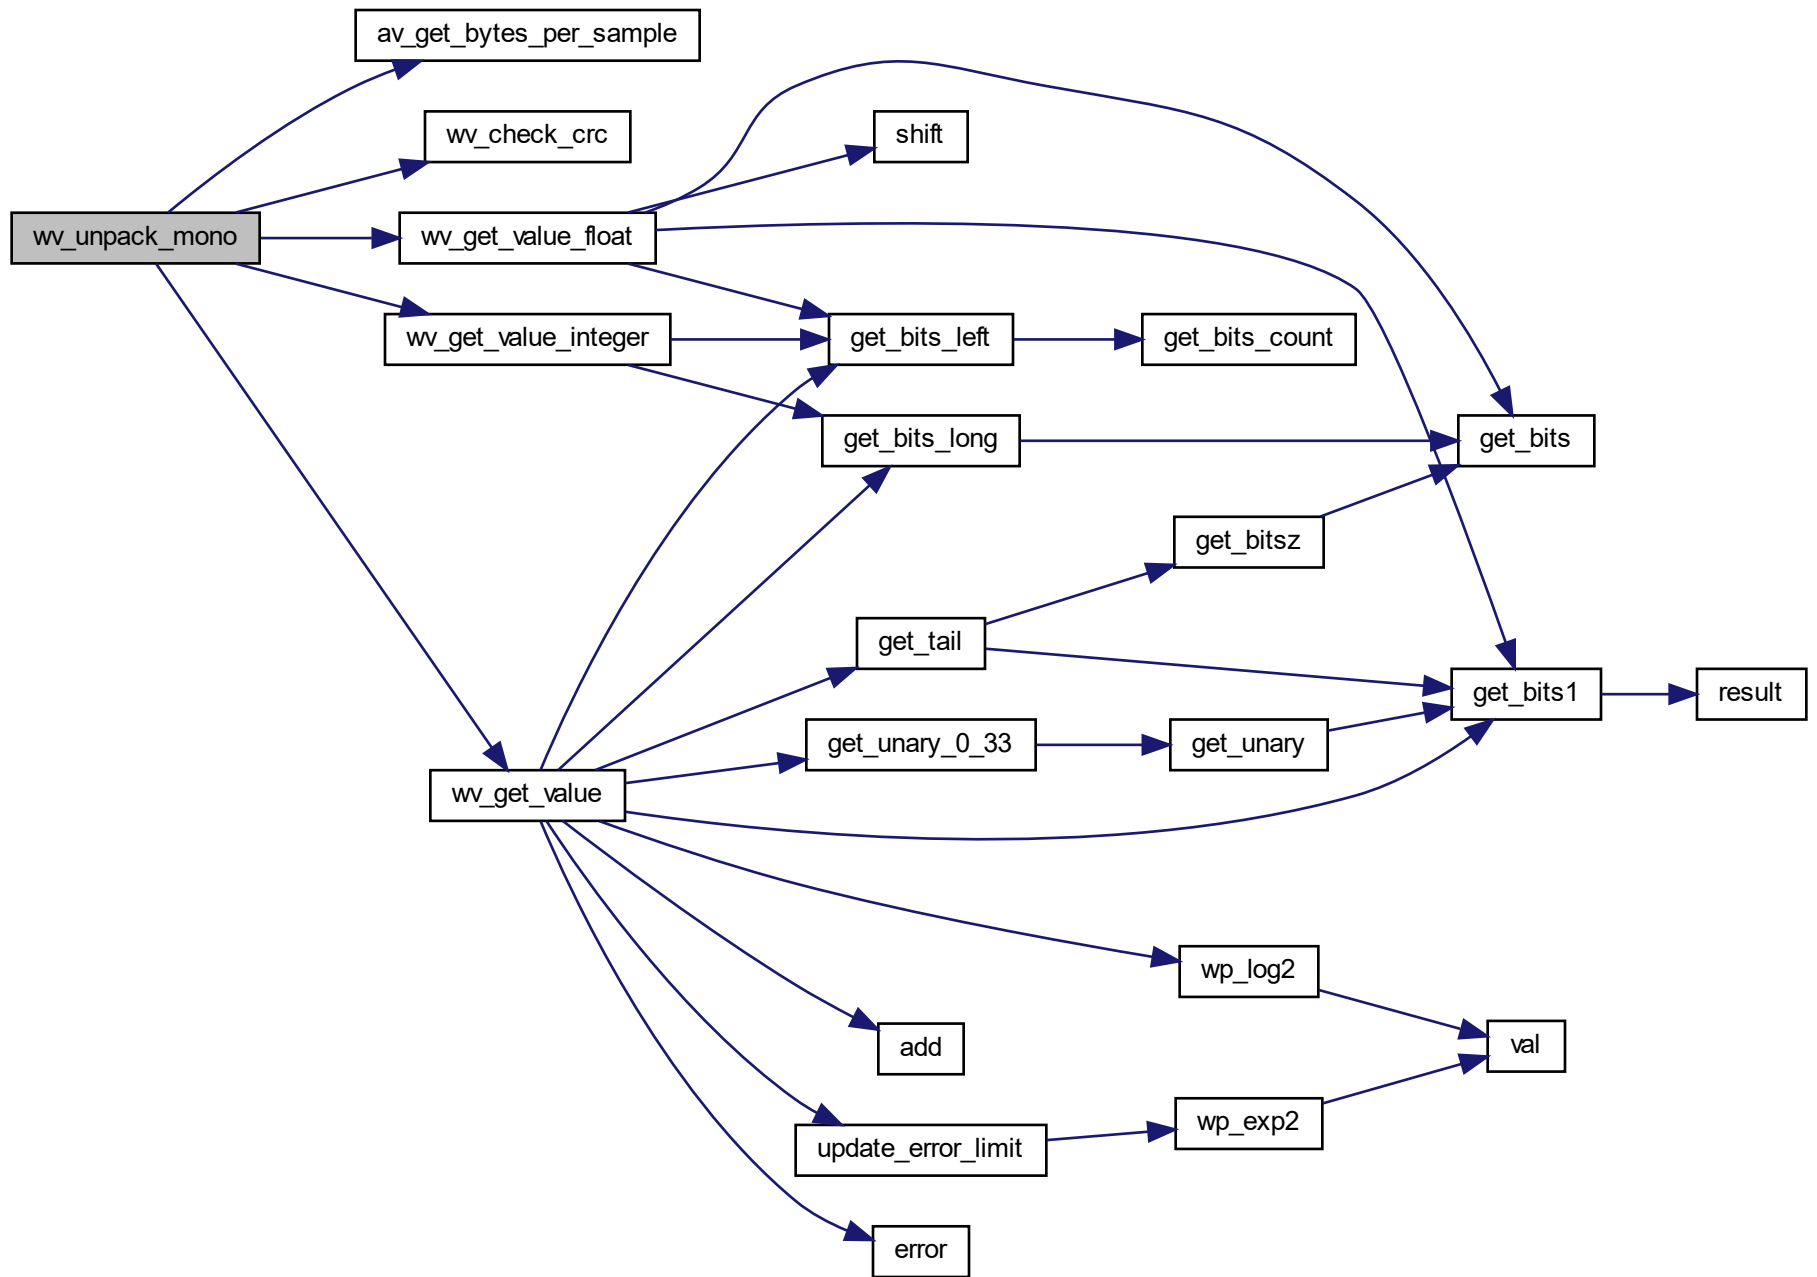 av_get_bytes_per_sample
wv_check_crc
shift
wv_unpack_mono
wv_get_value_float
wv_get_value_integer
get_bits_left
get_bits_count
get_bits_long
get_bits
get_bitsz
get_tail
get_bits1
result
get_unary_0_33
get_unary
wv_get_value
wp_log2
add
val
wp_exp2
update_error_limit
error